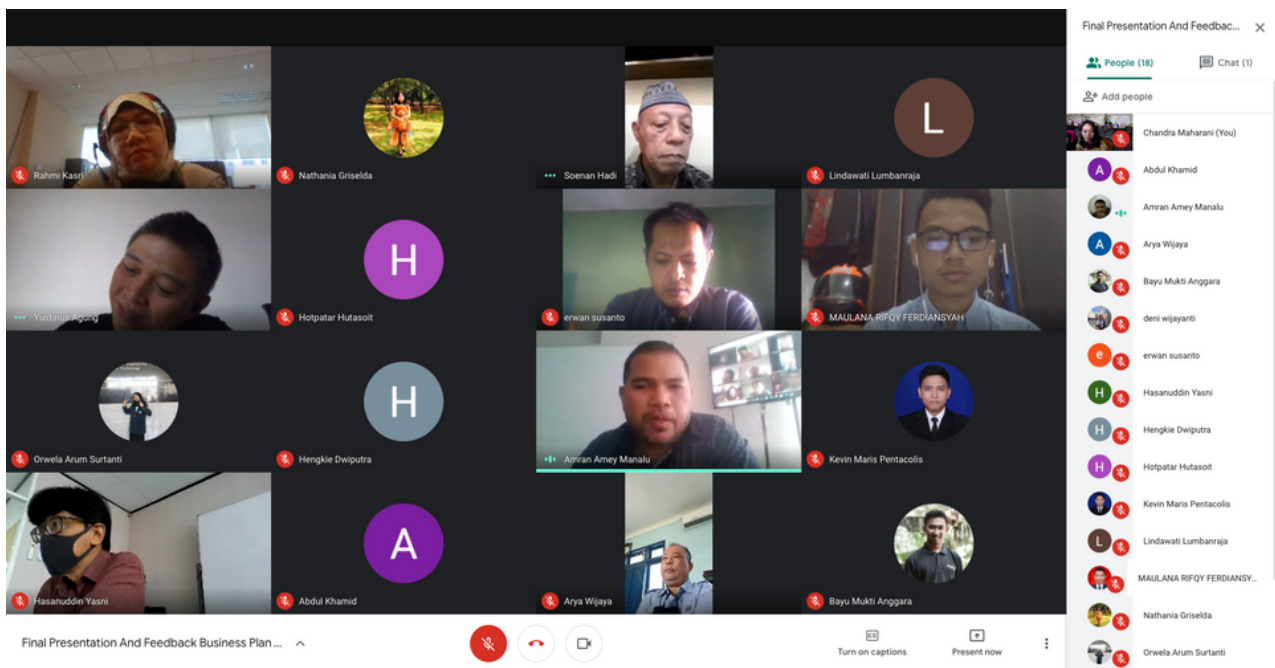 Rahmi Kasri
Nathania Griselda
Soenan Hadi
L
Lindawati Lumbanraja
Yustinus Agung
H
Hotpatar Hutasoit
erwan susanto
MAULANA RIFQY FERDIANSYAH
Orwela Arum Surtanti
H
Hengkie Dwiputra
Amran Amey Manalu
Kevin Maris Pentacolis
Hasanuddin Yasni
A
Abdul Khamid
Arya Wijaya
Bayu Mukti Anggara
Final Presentation And Feedback Business Plan ...
CC
Turn on captions
Present now
Final Presentation And Feedbac...
People (18)
Chat (1)
Add people
Chandra Maharani (You)
A
Abdul Khamid
Amran Amey Manalu
A
Arya Wijaya
Bayu Mukti Anggara
deni wijayanti
e
erwan susanto
H
Hasanuddin Yasni
H
Hengkie Dwiputra
H
Hotpatar Hutasoit
Kevin Maris Pentacolis
L
Lindawati Lumbanraja
MAULANA RIFQY FERDIANSY...
Nathania Griselda
Orwela Arum Surtanti